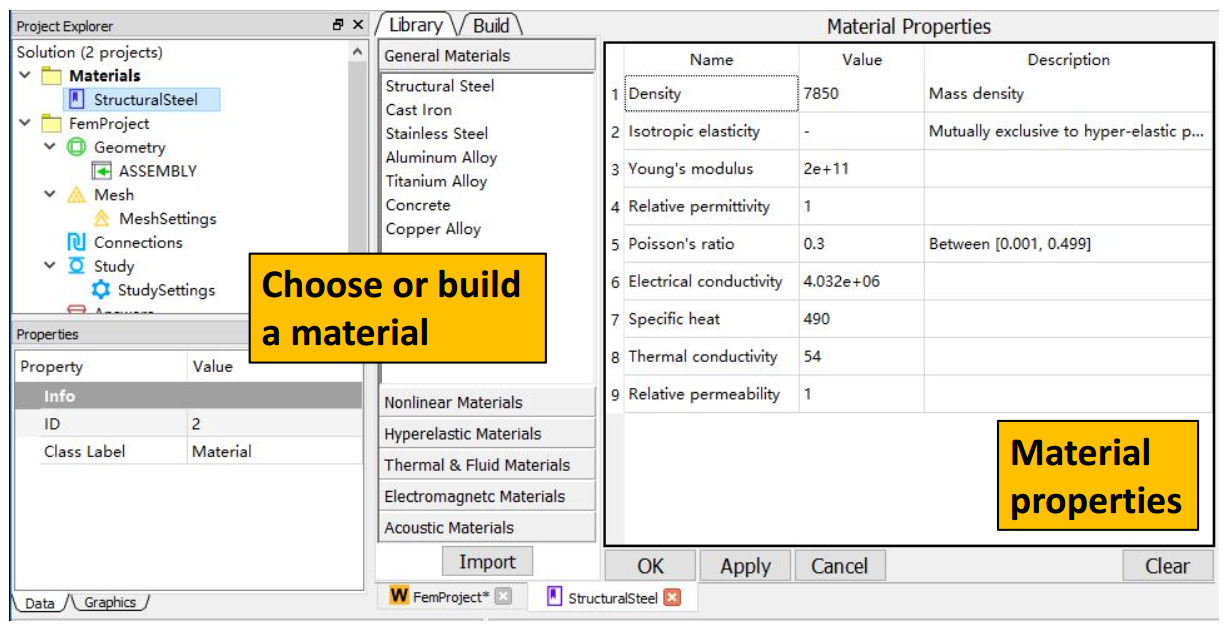 Project Explorer
Solution (2 projects)
Materials
StructuralSteel
FemProject
Geometry
ASSEMBLY
Mesh
MeshSettings
Connections
Study
StudySettings
Answers
Properties
Property Value
Info
ID 2
Class Label Material
Data Graphics
Library Build
General Materials
Structural Steel
Cast Iron
Stainless Steel
Aluminum Alloy
Titanium Alloy
Concrete
Copper Alloy
Choose or build
a material
Nonlinear Materials
Hyperelastic Materials
Thermal & Fluid Materials
Electromagnetc Materials
Acoustic Materials
Import
Material Properties
Name Value Description
1 Density 7850 Mass density
2 Isotropic elasticity - Mutually exclusive to hyper-elastic p...
3 Young's modulus 2e+11
4 Relative permittivity 1
5 Poisson's ratio 0.3 Between [0.001, 0.499]
6 Electrical conductivity 4.032e+06
7 Specific heat 490
8 Thermal conductivity 54
9 Relative permeability 1
Material
properties
OK Apply Cancel Clear
W FemProject* StructuralSteel